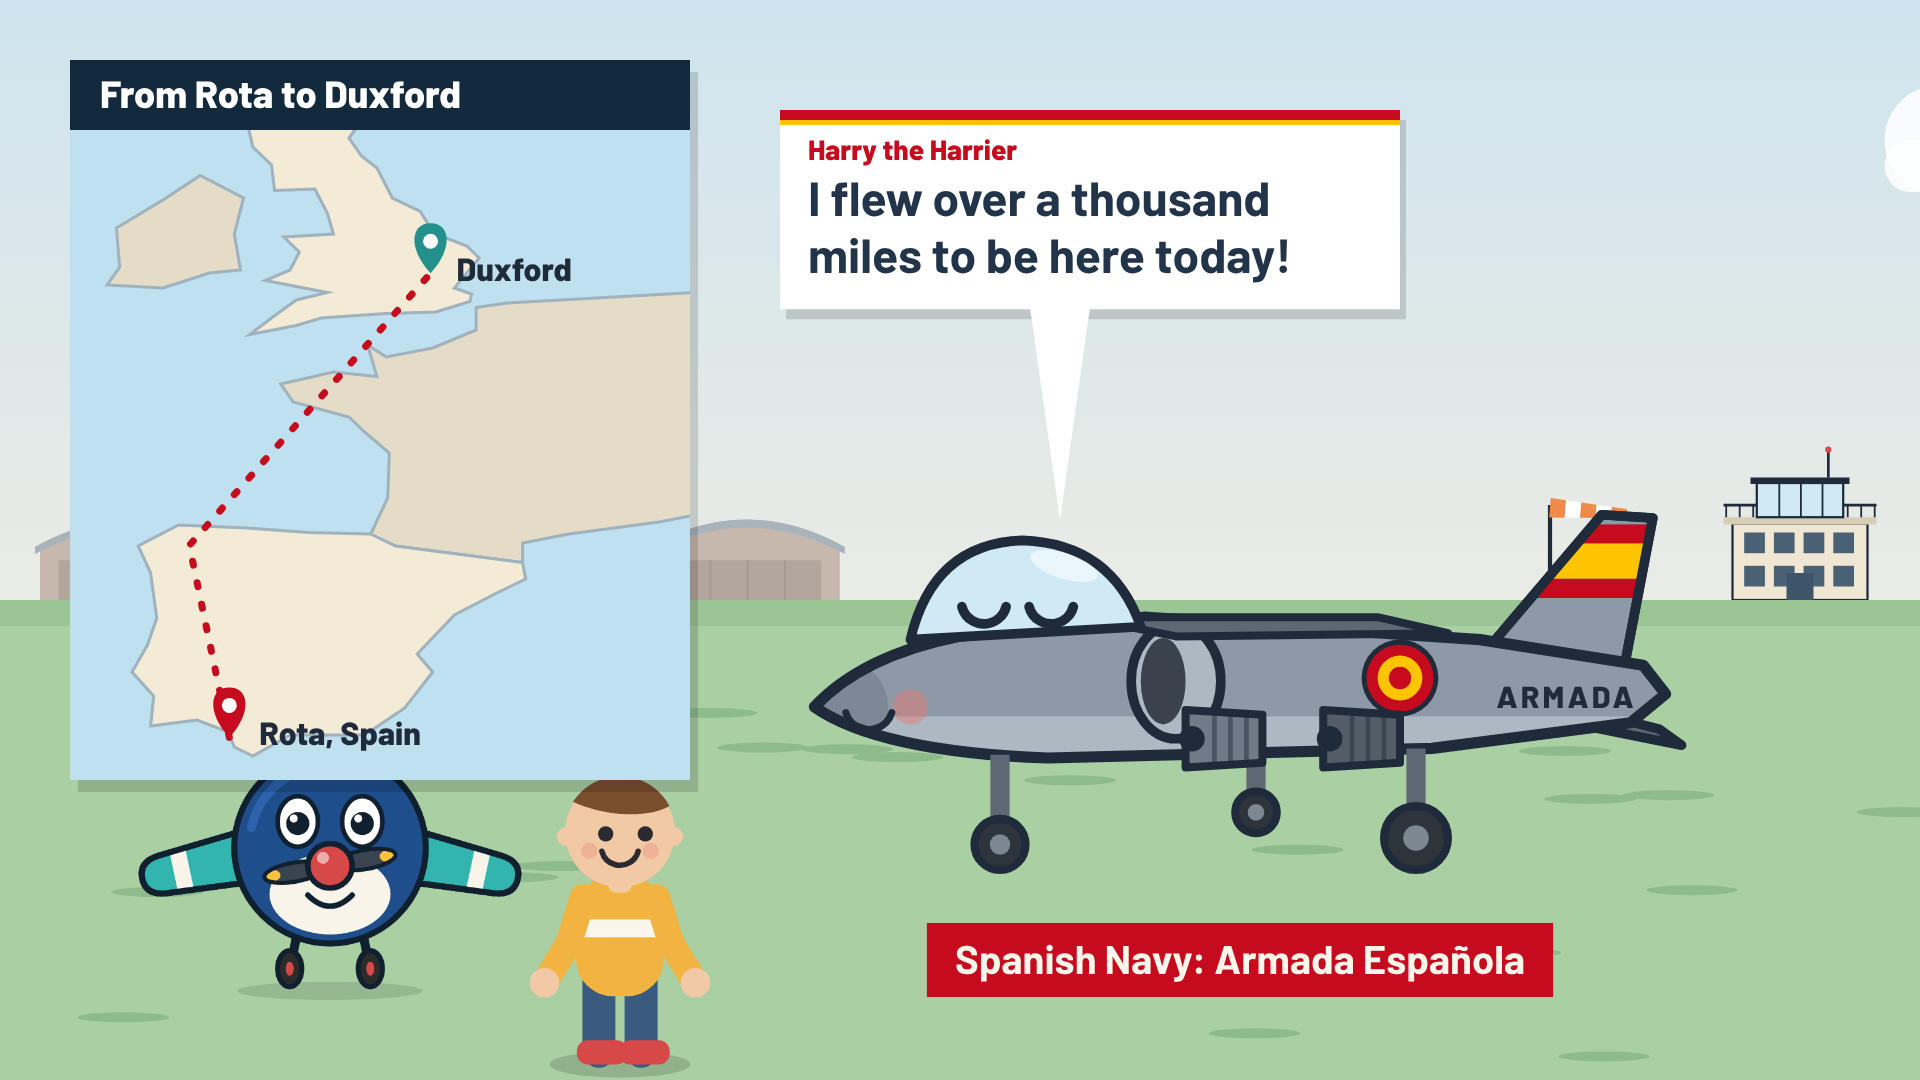 From Rota to Duxford
Duxford
Rota, Spain
Harry the Harrier
I flew over a thousand
miles to be here today!
ARMADA
Spanish Navy: Armada Española